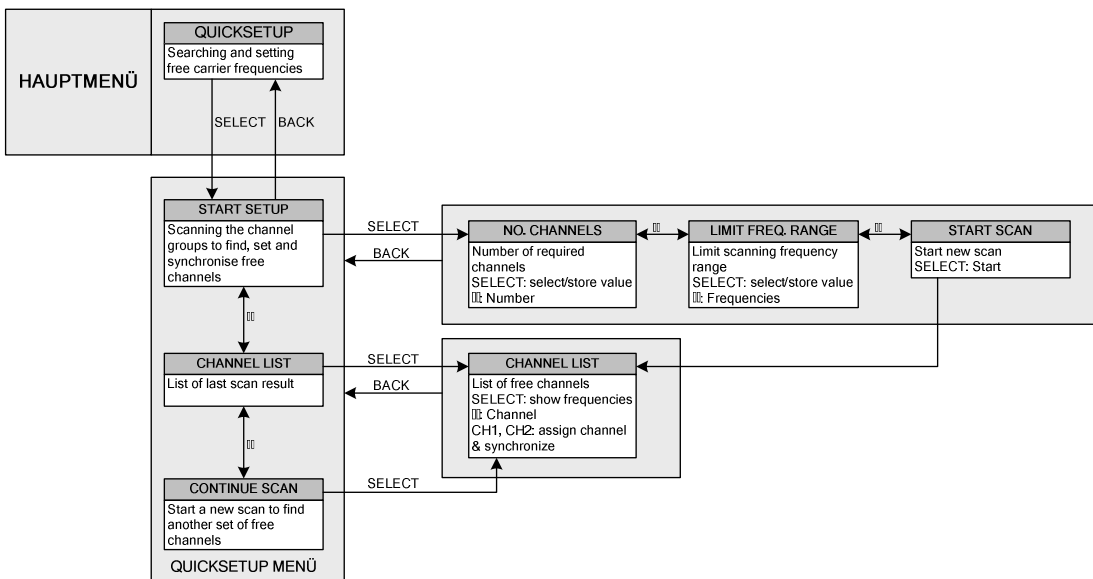 HAUPTMENÜ
QUICKSETUP
Searching and setting
free carrier frequencies
SELECT
BACK
START SETUP
Scanning the channel
groups to find, set and
synchronise free
channels
SELECT
BACK
NO. CHANNELS
Number of required
channels
SELECT: select/store value
▯▯: Number
▯▯
LIMIT FREQ. RANGE
Limit scanning frequency
range
SELECT: select/store value
▯▯: Frequencies
▯▯
START SCAN
Start new scan
SELECT: Start
▯▯
CHANNEL LIST
List of last scan result
SELECT
BACK
CHANNEL LIST
List of free channels
SELECT: show frequencies
▯▯: Channel
CH1, CH2: assign channel
& synchronize
▯▯
CONTINUE SCAN
Start a new scan to find
another set of free
channels
SELECT
QUICKSETUP MENÜ